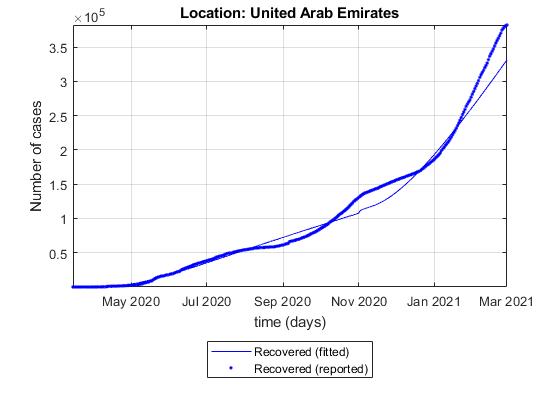 Location: United Arab Emirates
×10^5
3.5
3
2.5
2
1.5
1
0.5
Number of cases
May 2020 Jul 2020 Sep 2020 Nov 2020 Jan 2021 Mar 2021
time (days)
Recovered (fitted)
Recovered (reported)